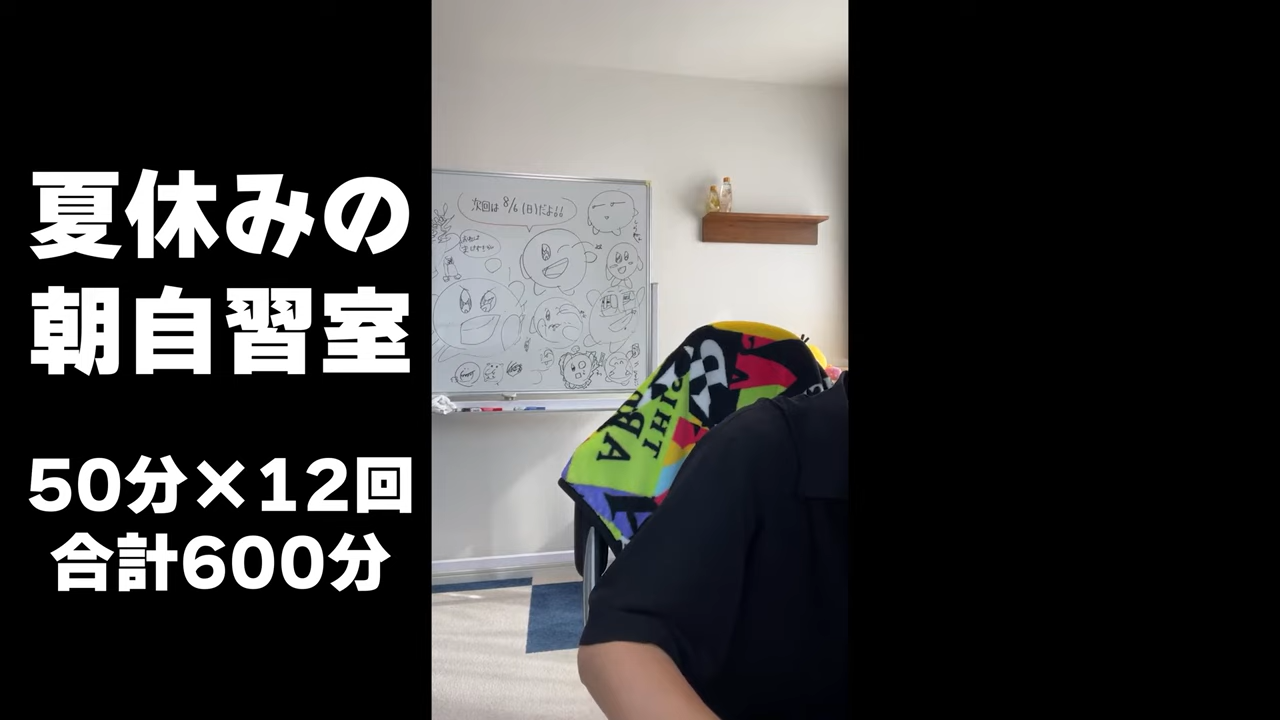 夏休みの
朝自習室
50分×12回
合計600分
次回は 8/6 (日)だよ!!